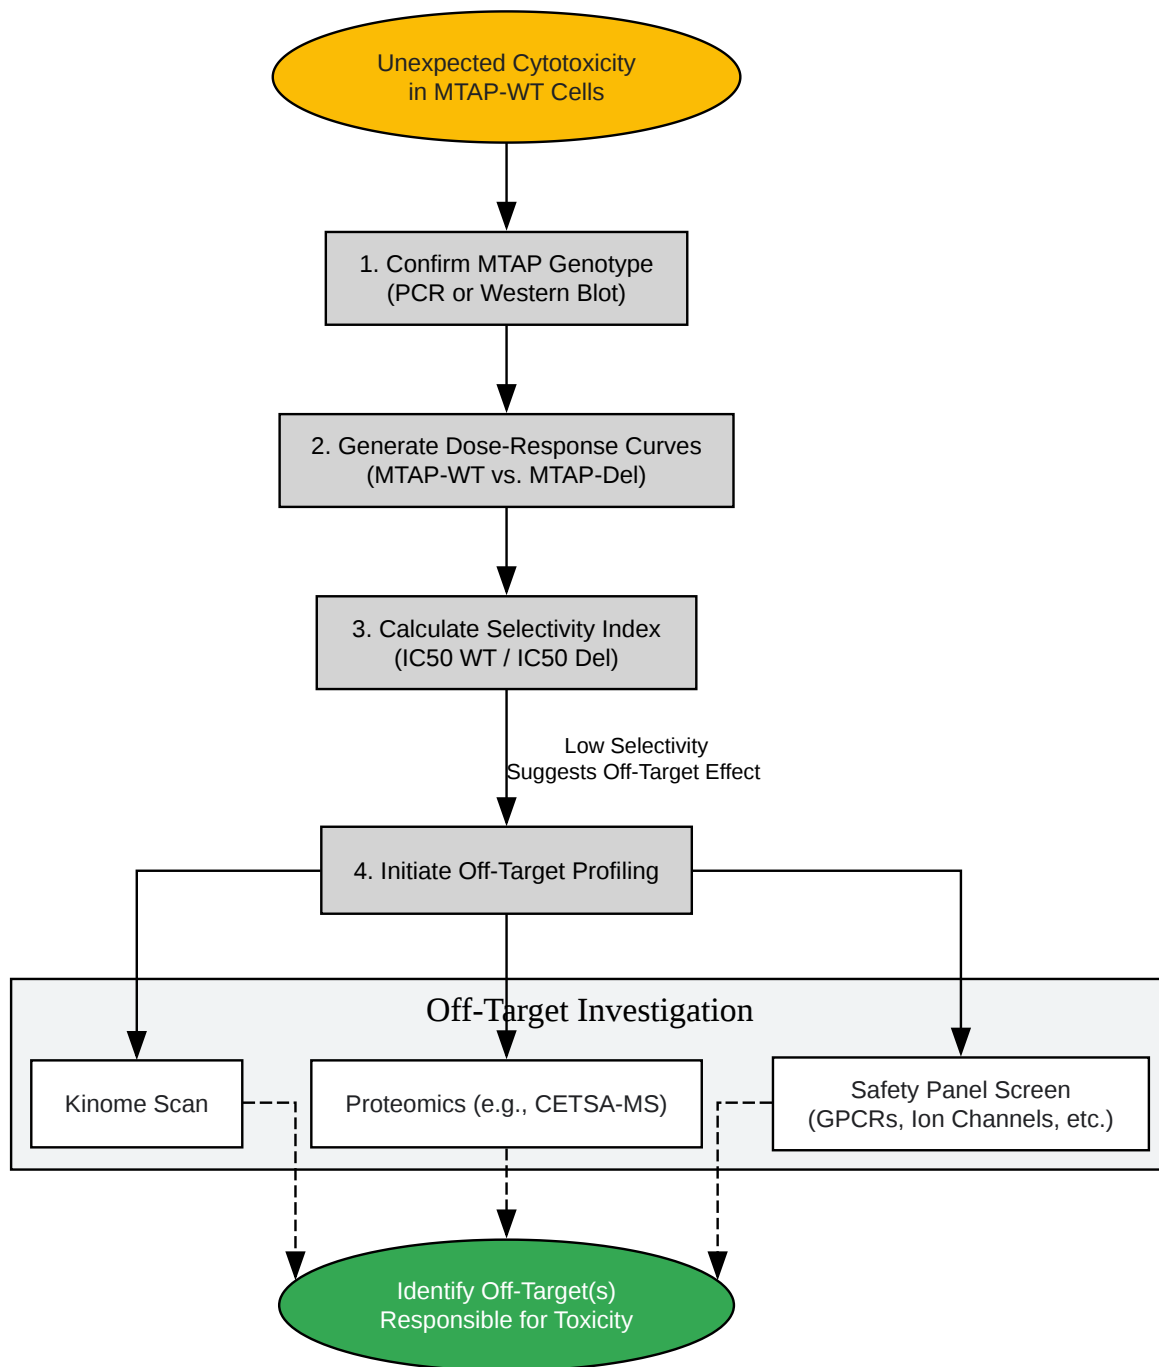 Unexpected Cytotoxicity
in MTAP-WT Cells
1. Confirm MTAP Genotype
(PCR or Western Blot)
2. Generate Dose-Response Curves
(MTAP-WT vs. MTAP-Del)
3. Calculate Selectivity Index
(IC50 WT / IC50 Del)
Low Selectivity
Suggests Off-Target Effect
4. Initiate Off-Target Profiling
Off-Target Investigation
Kinome Scan
Proteomics (e.g., CETSA-MS)
Safety Panel Screen
(GPCRs, Ion Channels, etc.)
Identify Off-Target(s)
Responsible for Toxicity